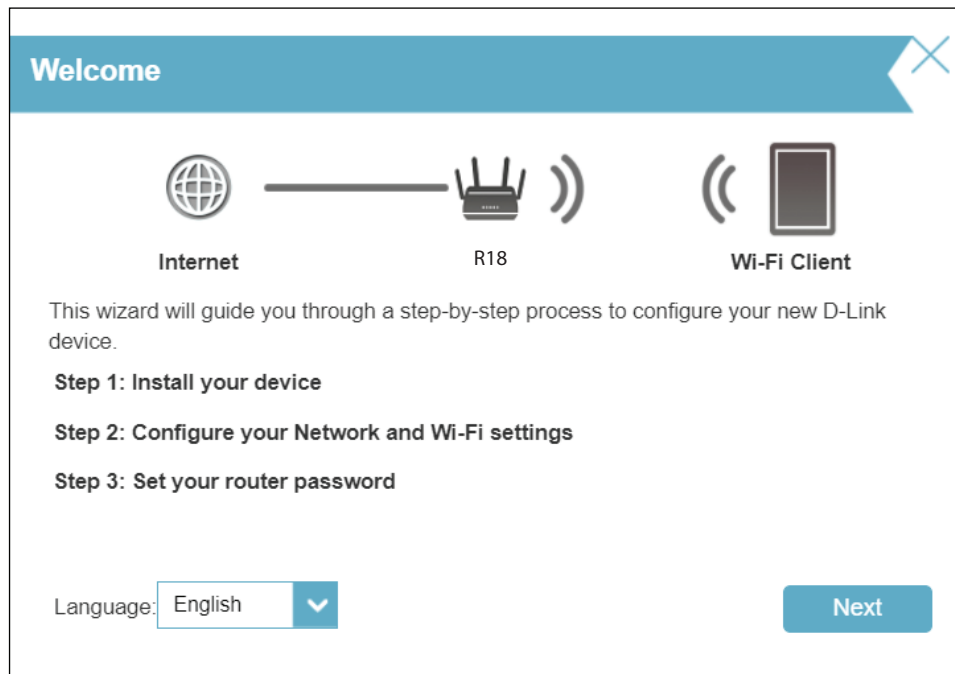 Welcome
Internet
R18
Wi-Fi Client
This wizard will guide you through a step-by-step process to configure your new D-Link
device.
Step 1: Install your device
Step 2: Configure your Network and Wi-Fi settings
Step 3: Set your router password
Language: English
Next